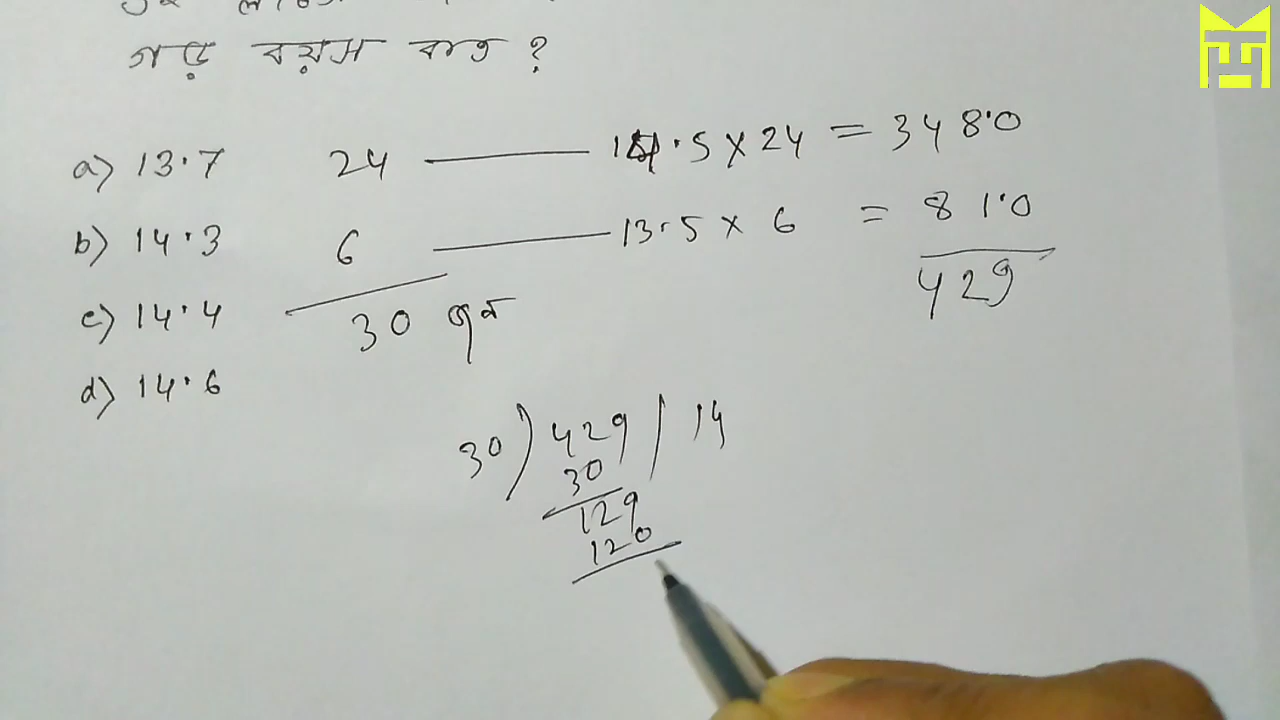 গড় বয়স কত ?
a) 13.7
24 — 14.5 × 24 = 348.0
b) 14.3
6 — 13.5 × 6 = 81.0
c) 14.4
30 জন
429
d) 14.6
30 ) 429 / 14
30
129
120